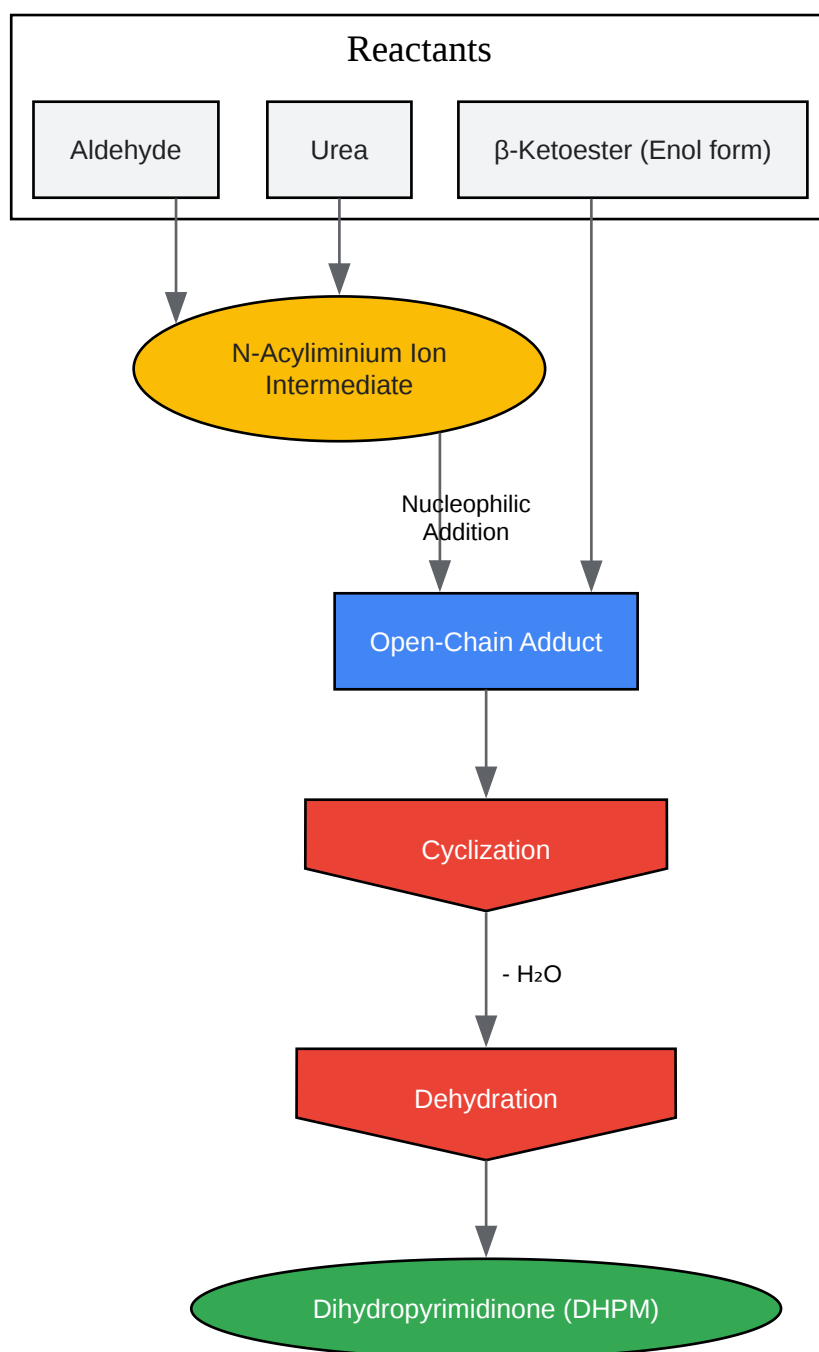 Reactants
Aldehyde
Urea
β-Ketoester (Enol form)
N-Acyliminium Ion
Intermediate
Nucleophilic
Addition
Open-Chain Adduct
Cyclization
- H₂O
Dehydration
Dihydropyrimidinone (DHPM)